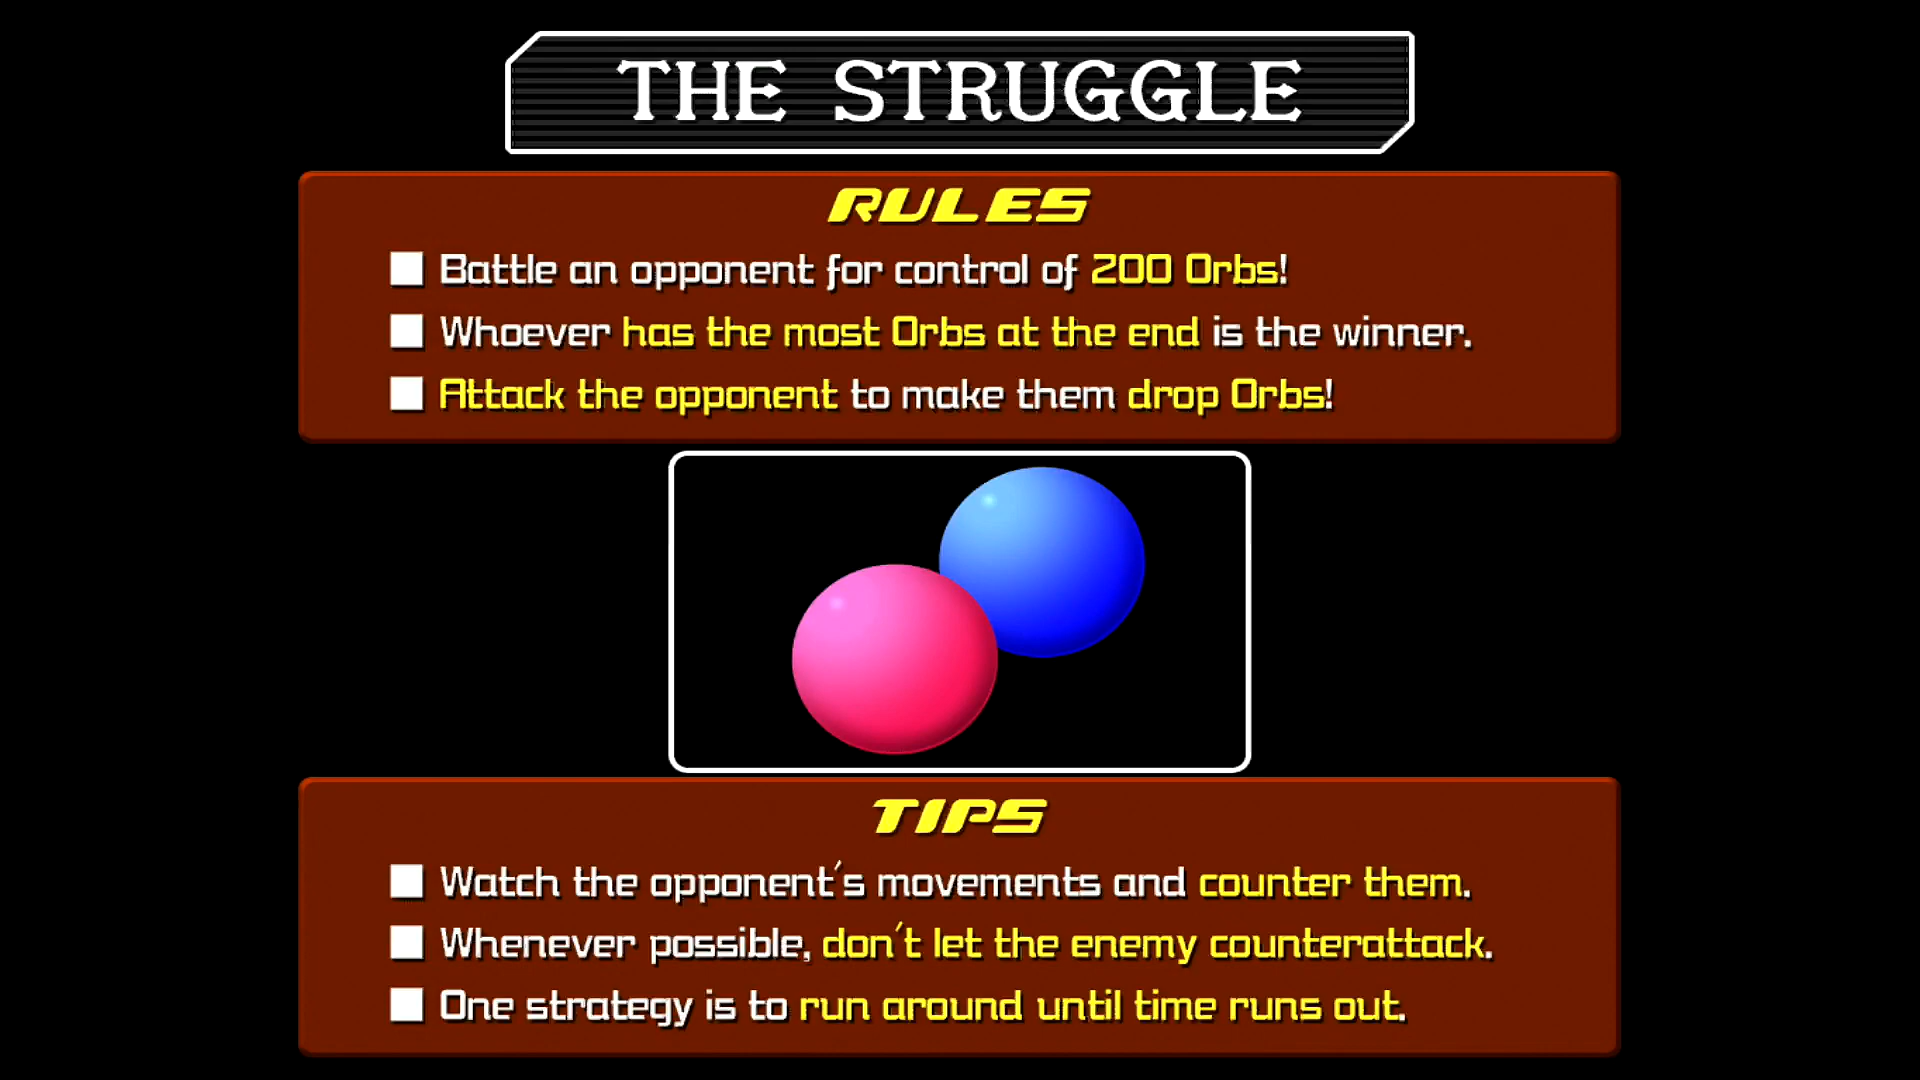 THE STRUGGLE
RULES
Battle an opponent for control of 200 Orbs!
Whoever has the most Orbs at the end is the winner.
Attack the opponent to make them drop Orbs!
TIPS
Watch the opponent's movements and counter them.
Whenever possible, don't let the enemy counterattack.
One strategy is to run around until time runs out.